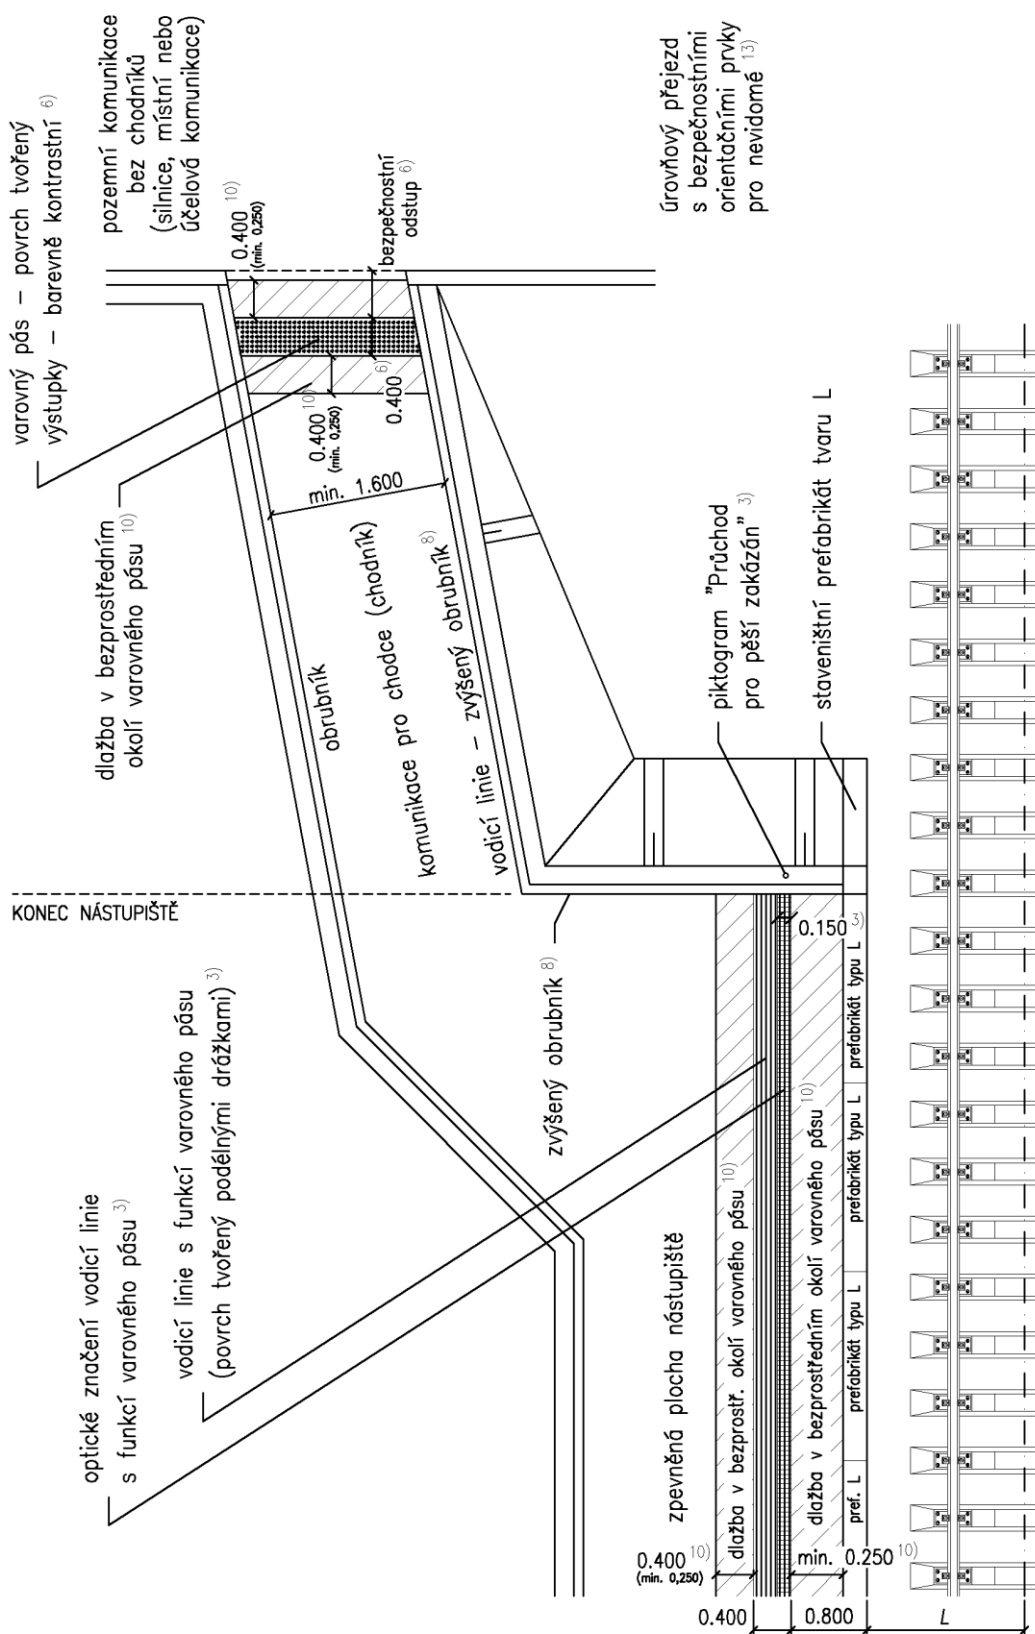 varovný pás – povrch tvořený
výstupky – barevně kontrastní 6)
pozemní komunikace
bez chodníků
(silnice, místní nebo
účelová komunikace)
0.400 10)
(min. 0,250)
bezpečnostní
odstup 6)
úrovňový přejezd
s bezpečnostními
orientačními prvky
pro nevidomé 13)
dlažba v bezprostředním
okolí varovného pásu 10)
0.400 10)
(min. 0,250)
0.400 6)
min. 1.600
obrubník
komunikace pro chodce (chodník)
vodicí linie – zvýšený obrubník 8)
piktogram "Průchod
pro pěší zakázán" 3)
staveništní prefabrikát tvaru L
KONEC NÁSTUPIŠTĚ
zvýšený obrubník 8)
0.150 3)
optické značení vodicí linie
s funkcí varovného pásu 3)
vodicí linie s funkcí varovného pásu
(povrch tvořený podélnými drážkami) 3)
zpevněná plocha nástupiště
dlažba v bezprostř. okolí varovného pásu 10)
dlažba v bezprostředním okolí varovného pásu 10)
pref. L
prefabrikát typu L
prefabrikát typu L
prefabrikát typu L
0.400 10)
(min. 0,250)
min. 0.250 10)
0.400
0.800
L